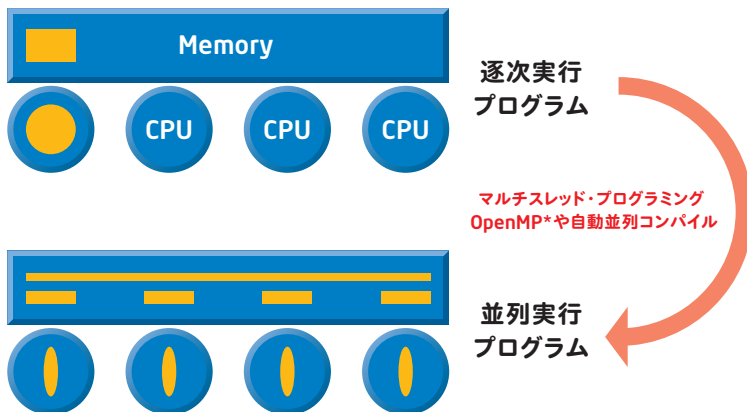 Memory
CPU
CPU
CPU
逐次実行
プログラム
マルチスレッド・プログラミング
OpenMP*や自動並列コンパイル
並列実行
プログラム